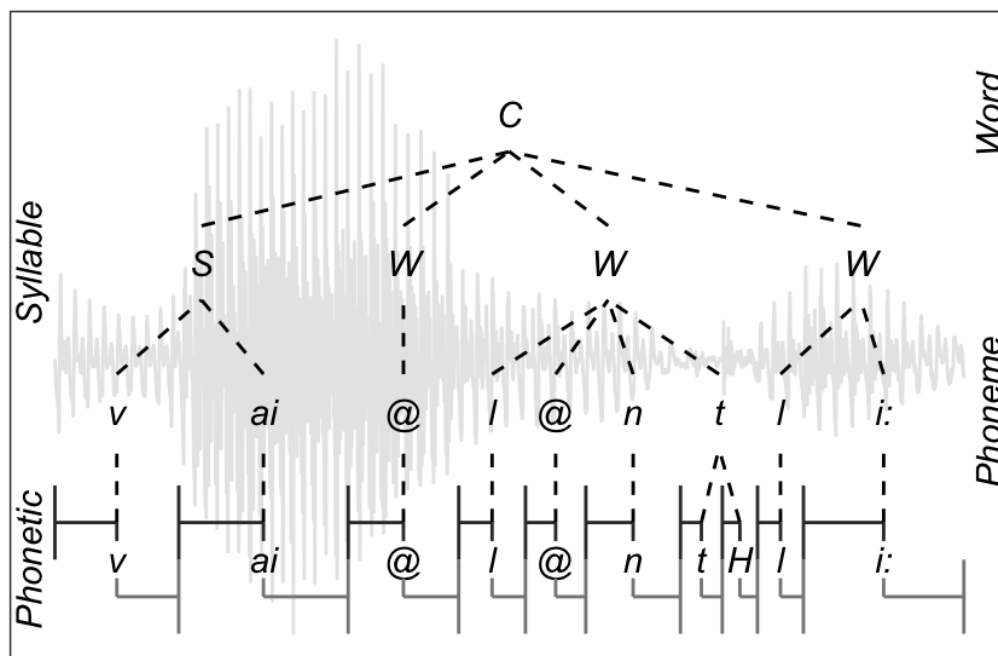 Word
C
Syllable
S W W W
Phoneme
v ai @ l @ n t l i:
Phonetic
v ai @ l @ n t H l i: